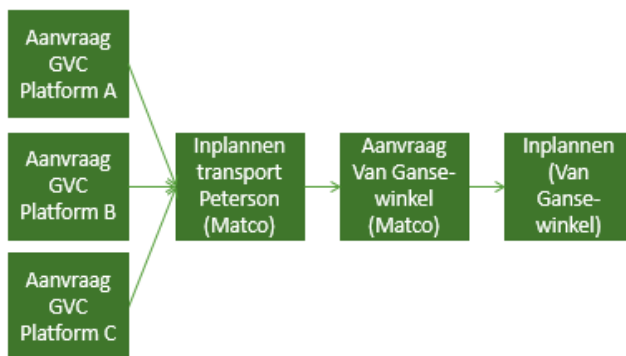 Aanvraag
GVC
Platform A
Aanvraag
GVC
Platform B
Aanvraag
GVC
Platform C
Inplannen
transport
Peterson
(Matco)
Aanvraag
Van Ganse-
winkel
(Matco)
Inplannen
(Van
Ganse-
winkel)